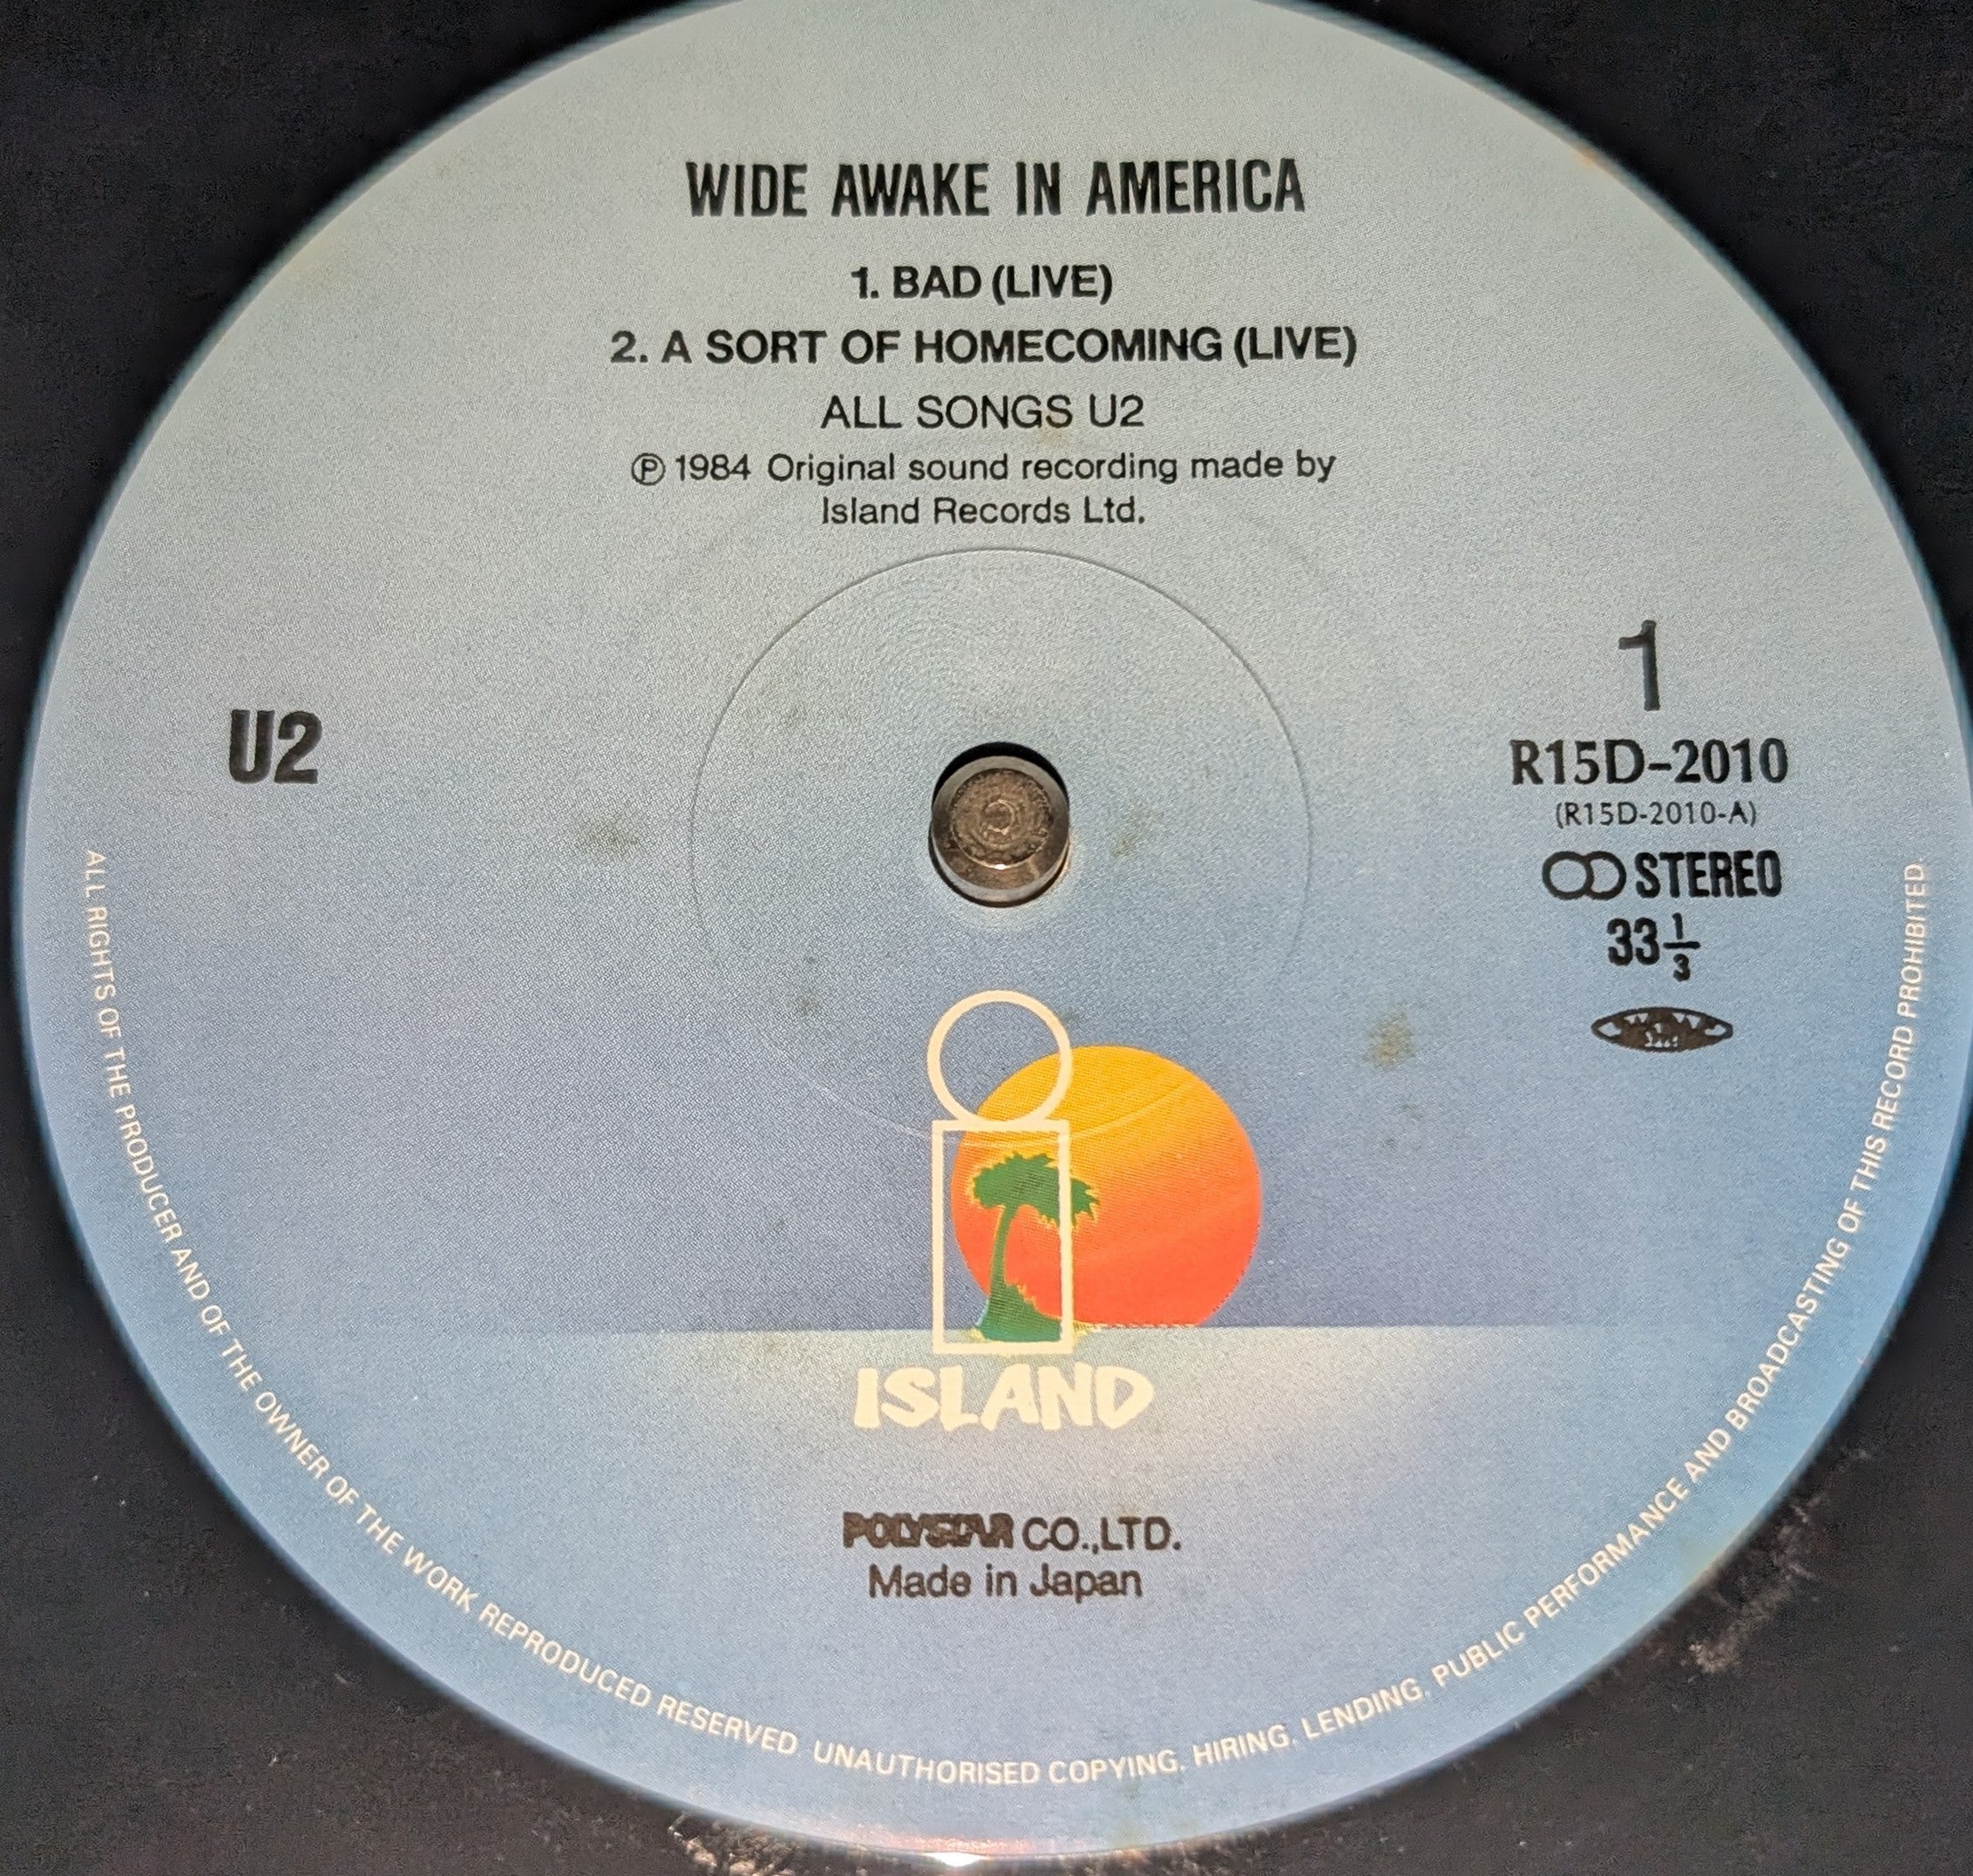 WIDE AWAKE IN AMERICA
1. BAD (LIVE)
2. A SORT OF HOMECOMING (LIVE)
ALL SONGS U2
Ⓟ 1984 Original sound recording made by
Island Records Ltd.
U2
1
R15D-2010
(R15D-2010-A)
STEREO
33 1/3
ISLAND
POLYSTAR CO.,LTD.
Made in Japan
ALL RIGHTS OF THE PRODUCER AND OF THE OWNER OF THE WORK REPRODUCED RESERVED. UNAUTHORISED COPYING, HIRING, LENDING, PUBLIC PERFORMANCE AND BROADCASTING OF THIS RECORD PROHIBITED.